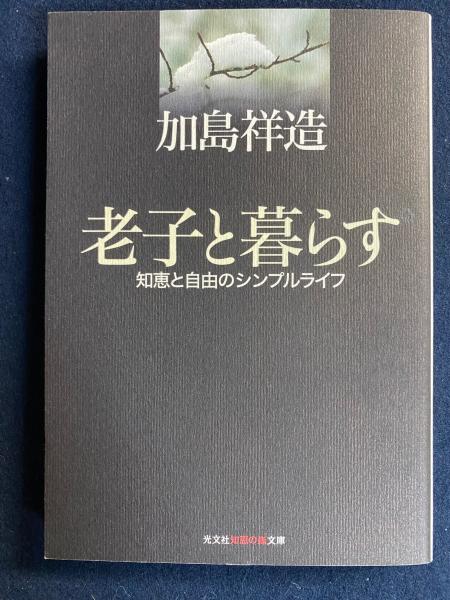 加島祥造
老子と暮らす
知恵と自由のシンプルライフ
光文社知恵の森文庫